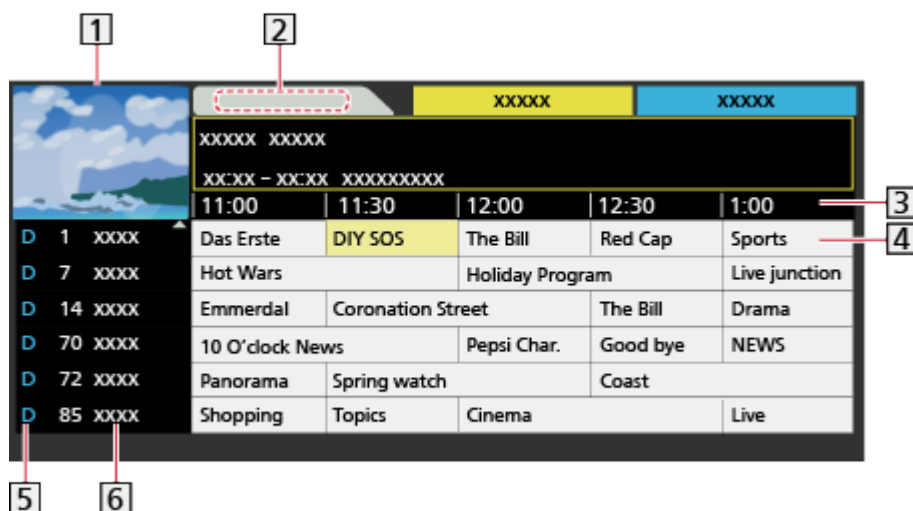 1 2
xxxxx xxxxx
xxxxx xxxxx
xx:xx – xx:xx xxxxxxxxx
11:00 11:30 12:00 12:30 1:00 3
D 1 xxxx Das Erste DIY SOS The Bill Red Cap Sports 4
D 7 xxxx Hot Wars Holiday Program Live junction
D 14 xxxx Emmerdal Coronation Street The Bill Drama
D 70 xxxx 10 O'clock News Pepsi Char. Good bye NEWS
D 72 xxxx Panorama Spring watch Coast
D 85 xxxx Shopping Topics Cinema Live
5 6